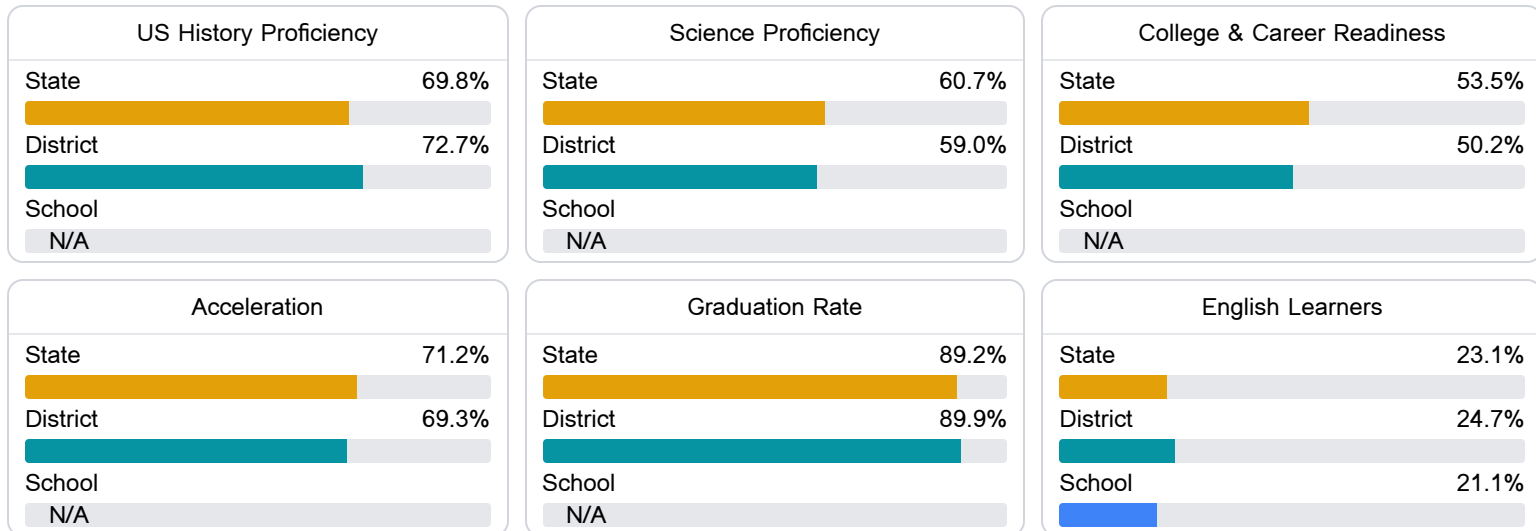 US History Proficiency
State 69.8%
District 72.7%
School
N/A
Science Proficiency
State 60.7%
District 59.0%
School
N/A
College & Career Readiness
State 53.5%
District 50.2%
School
N/A
Acceleration
State 71.2%
District 69.3%
School
N/A
Graduation Rate
State 89.2%
District 89.9%
School
N/A
English Learners
State 23.1%
District 24.7%
School 21.1%